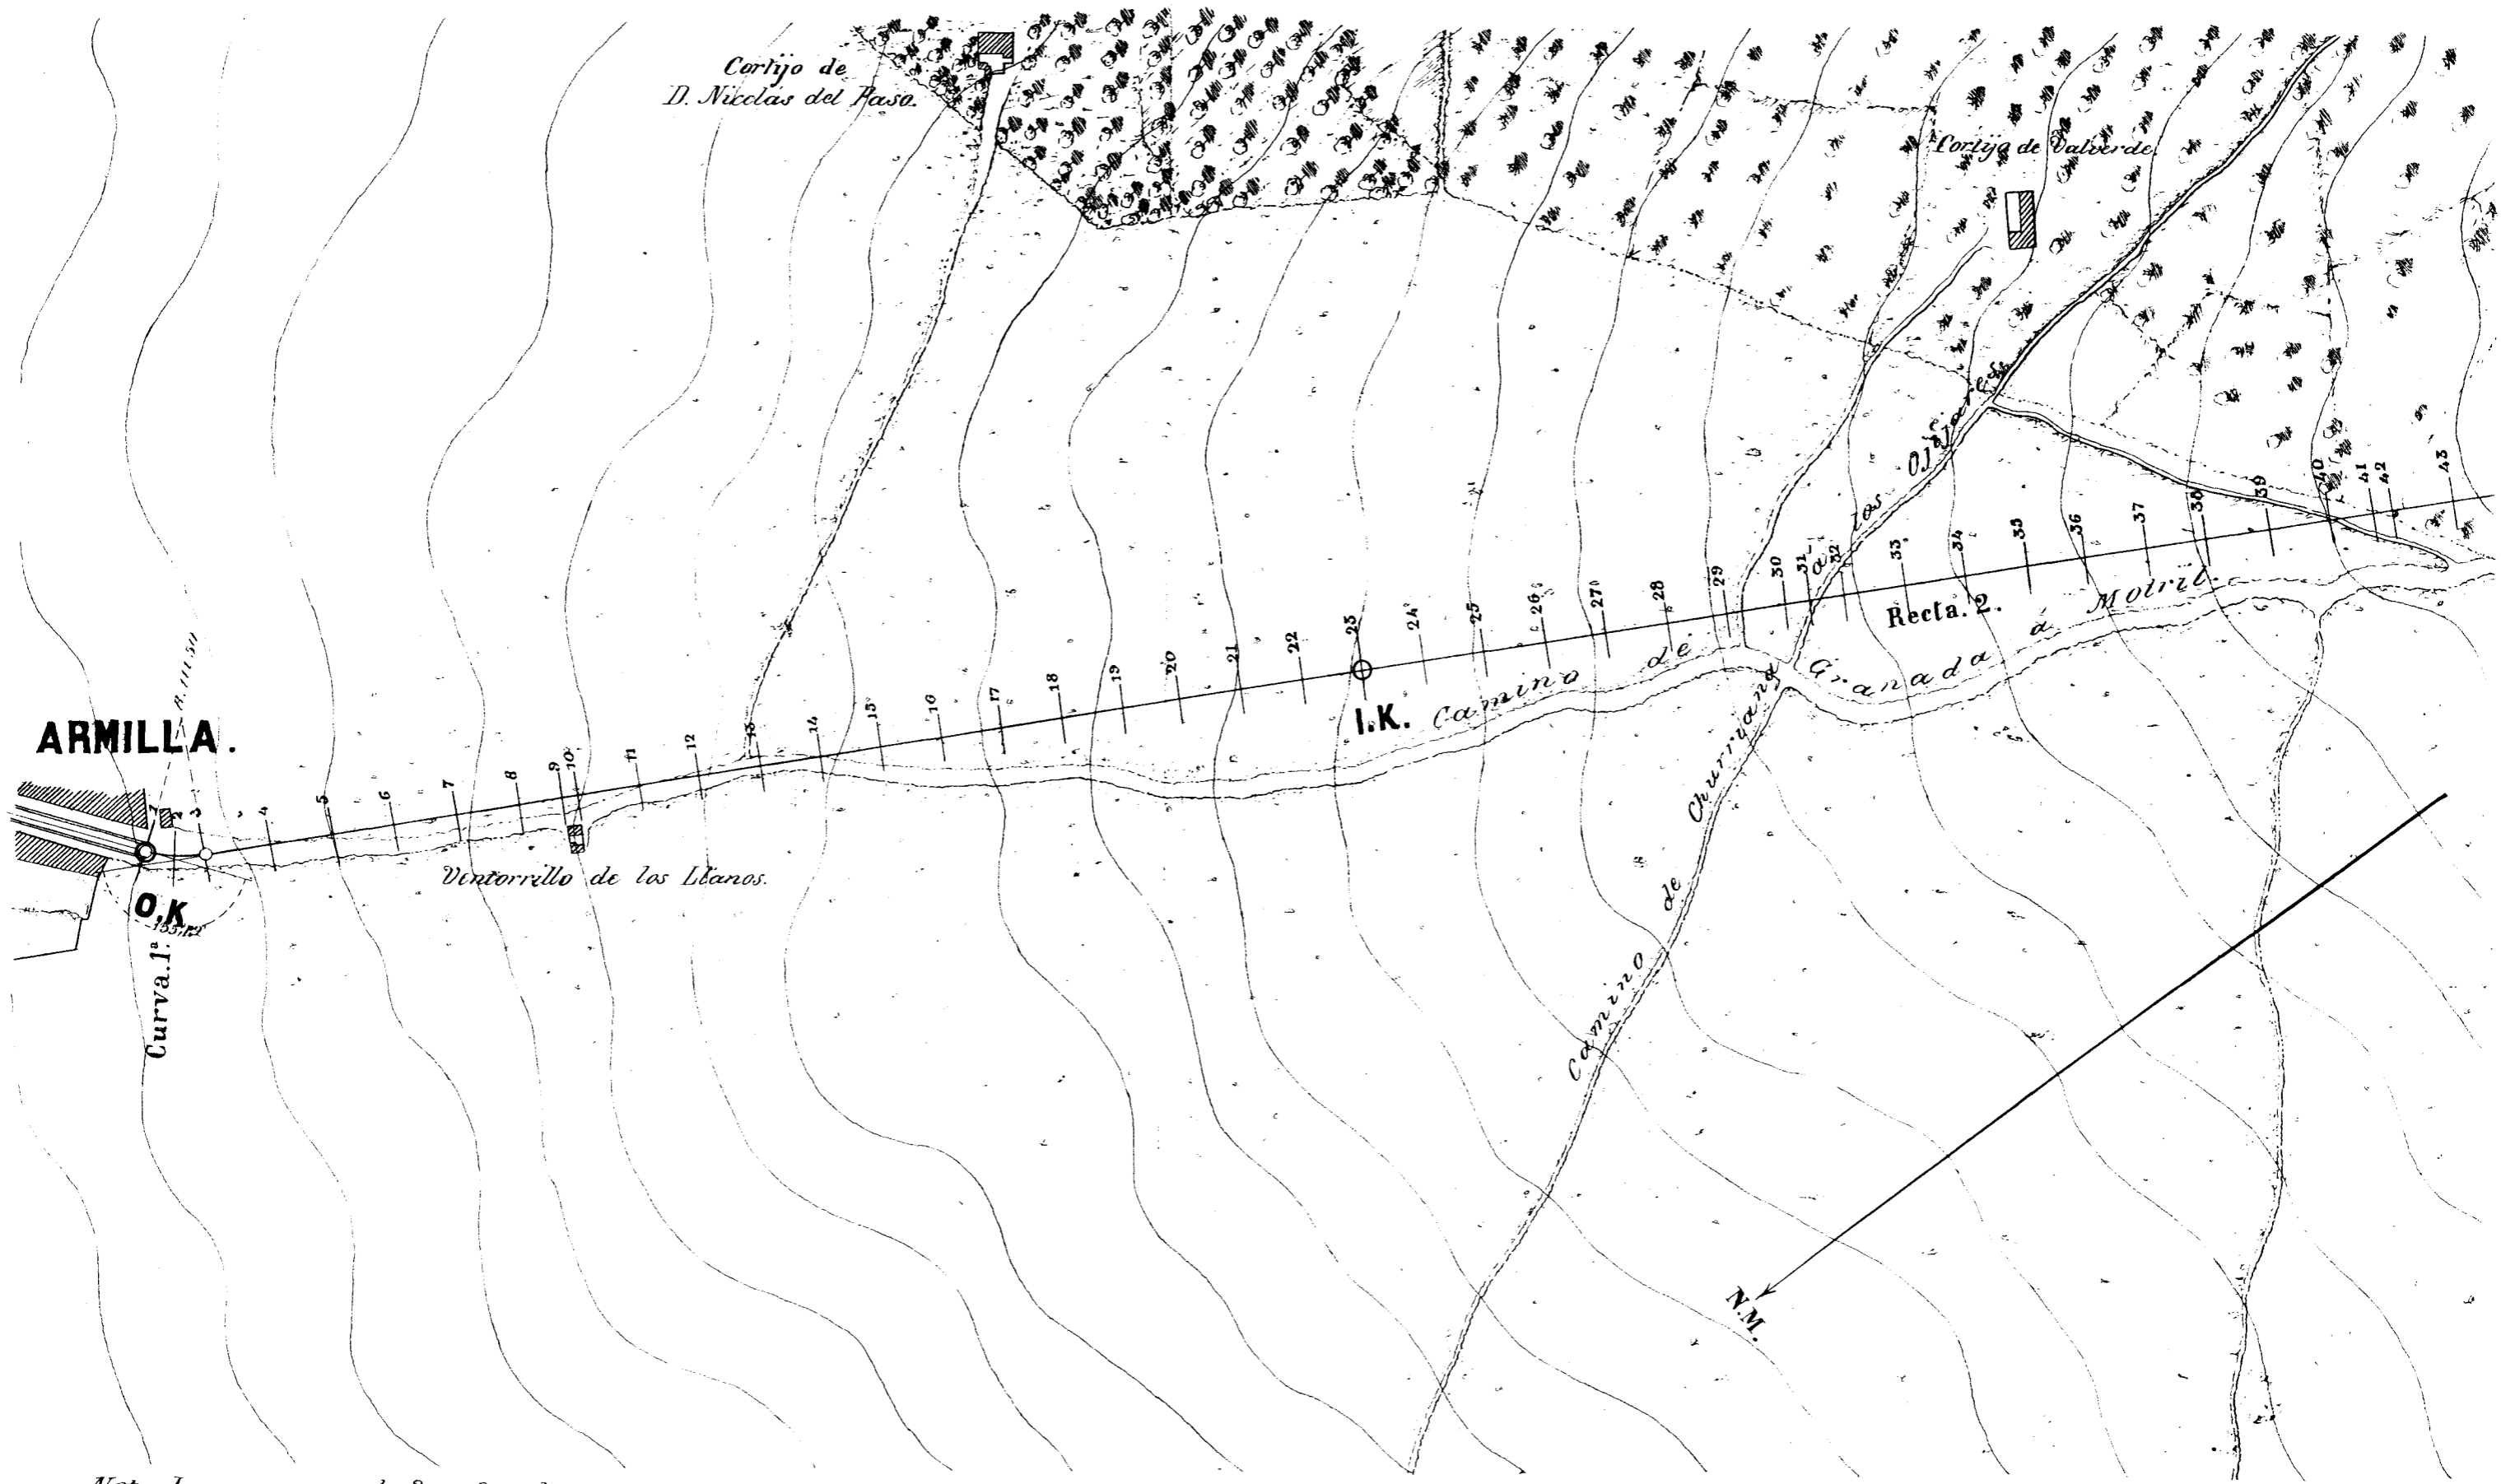 Cortijo de
D. Nicolás del Paso.
Cortijo de Valverde.
ARMILLA.
O,K
Curva.1ª.
Ventorrillo de los Llanos.
1 2 3 4 5 6 7 8 9 10 11 12 13 14 15 16 17 18 19 20 21 22 23 24 25 26 27 28 29 30 31 32 33 34 35 36 37 38 39 40 41 42 43
I.K.
Recta. 2.
Camino de Granada á Motril.
Camino de Churriana a los Ojijares
N.M.